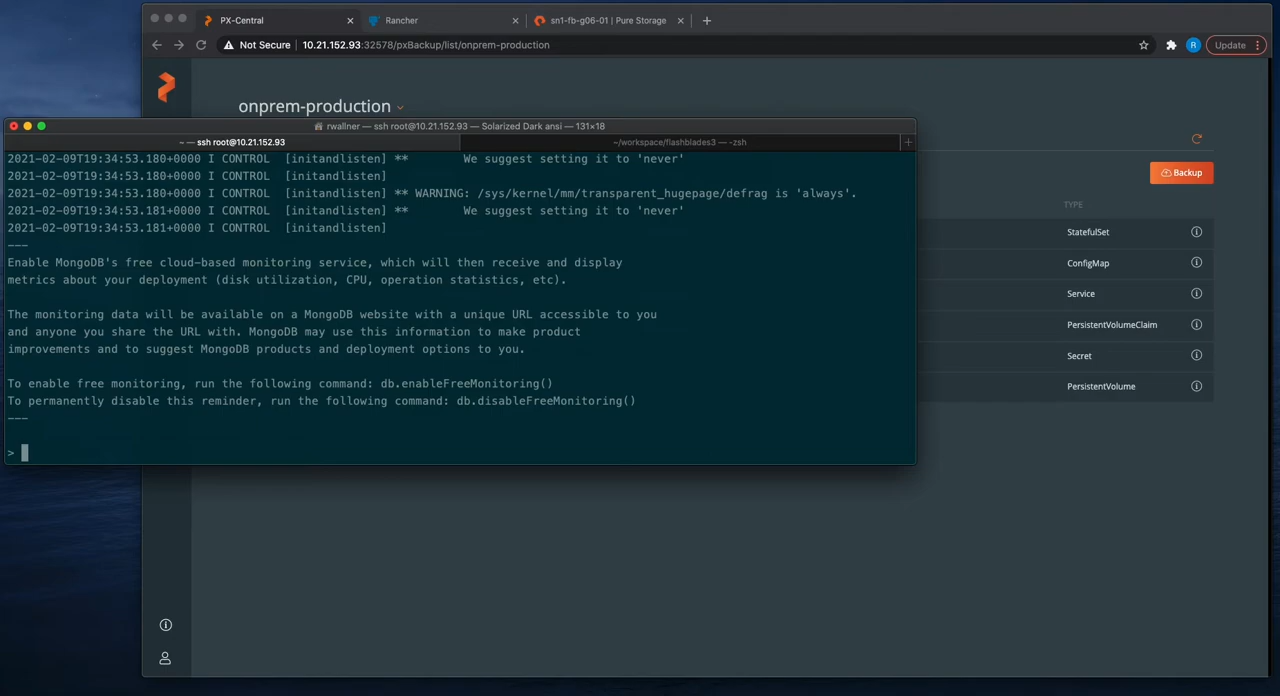 PX-Central
Rancher
sn1-fb-g06-01 | Pure Storage
Not Secure
10.21.152.93:32578/pxBackup/list/onprem-production
R
Update
onprem-production
rwallner — ssh root@10.21.152.93 — Solarized Dark ansi — 131×18
~ — ssh root@10.21.152.93
~/workspace/flashblades3 — -zsh
2021-02-09T19:34:53.180+0000 I CONTROL  [initandlisten] **        We suggest setting it to 'never'
2021-02-09T19:34:53.180+0000 I CONTROL  [initandlisten]
2021-02-09T19:34:53.180+0000 I CONTROL  [initandlisten] ** WARNING: /sys/kernel/mm/transparent_hugepage/defrag is 'always'.
2021-02-09T19:34:53.181+0000 I CONTROL  [initandlisten] **        We suggest setting it to 'never'
2021-02-09T19:34:53.181+0000 I CONTROL  [initandlisten]
---
Enable MongoDB's free cloud-based monitoring service, which will then receive and display
metrics about your deployment (disk utilization, CPU, operation statistics, etc).
The monitoring data will be available on a MongoDB website with a unique URL accessible to you
and anyone you share the URL with. MongoDB may use this information to make product
improvements and to suggest MongoDB products and deployment options to you.
To enable free monitoring, run the following command: db.enableFreeMonitoring()
To permanently disable this reminder, run the following command: db.disableFreeMonitoring()
---
>
Backup
TYPE
StatefulSet
ConfigMap
Service
PersistentVolumeClaim
Secret
PersistentVolume